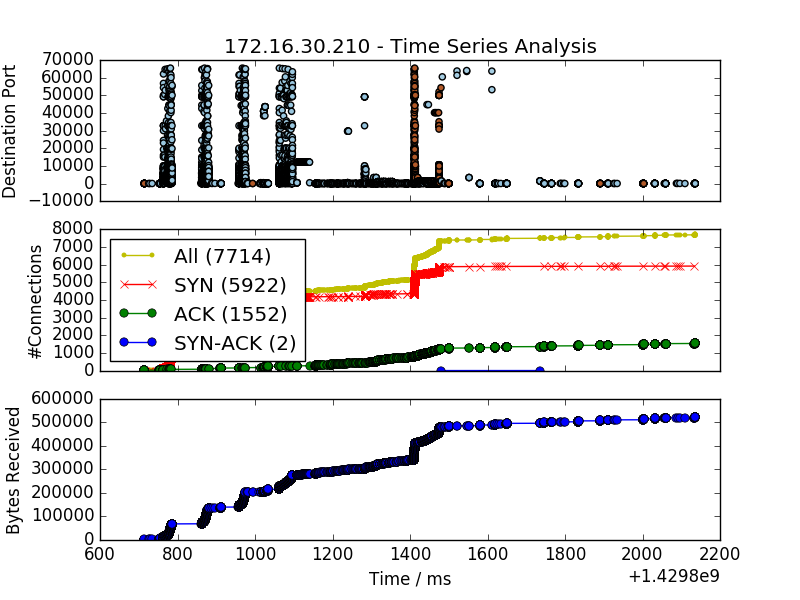 172.16.30.210 - Time Series Analysis
Destination Port
70000
60000
50000
40000
30000
20000
10000
0
−10000
#Connections
8000
7000
6000
5000
4000
3000
2000
1000
0
All (7714)
SYN (5922)
ACK (1552)
SYN-ACK (2)
Bytes Received
600000
500000
400000
300000
200000
100000
0
600 800 1000 1200 1400 1600 1800 2000 2200
Time / ms
+1.4298e9